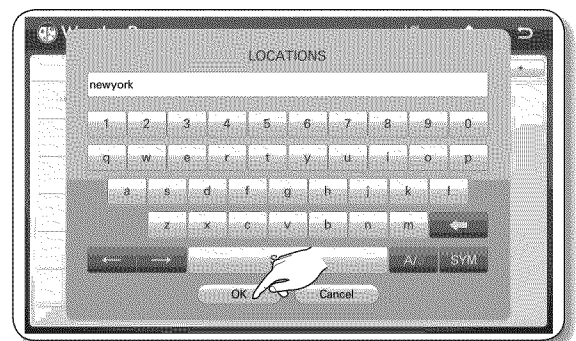 LOCATIONS
newyork
1 2 3 4 5 6 7 8 9 0
q w e r t y u i o p
a s d f g h j k l
z x c v b n m
← → A/ SYM
OK Cancel